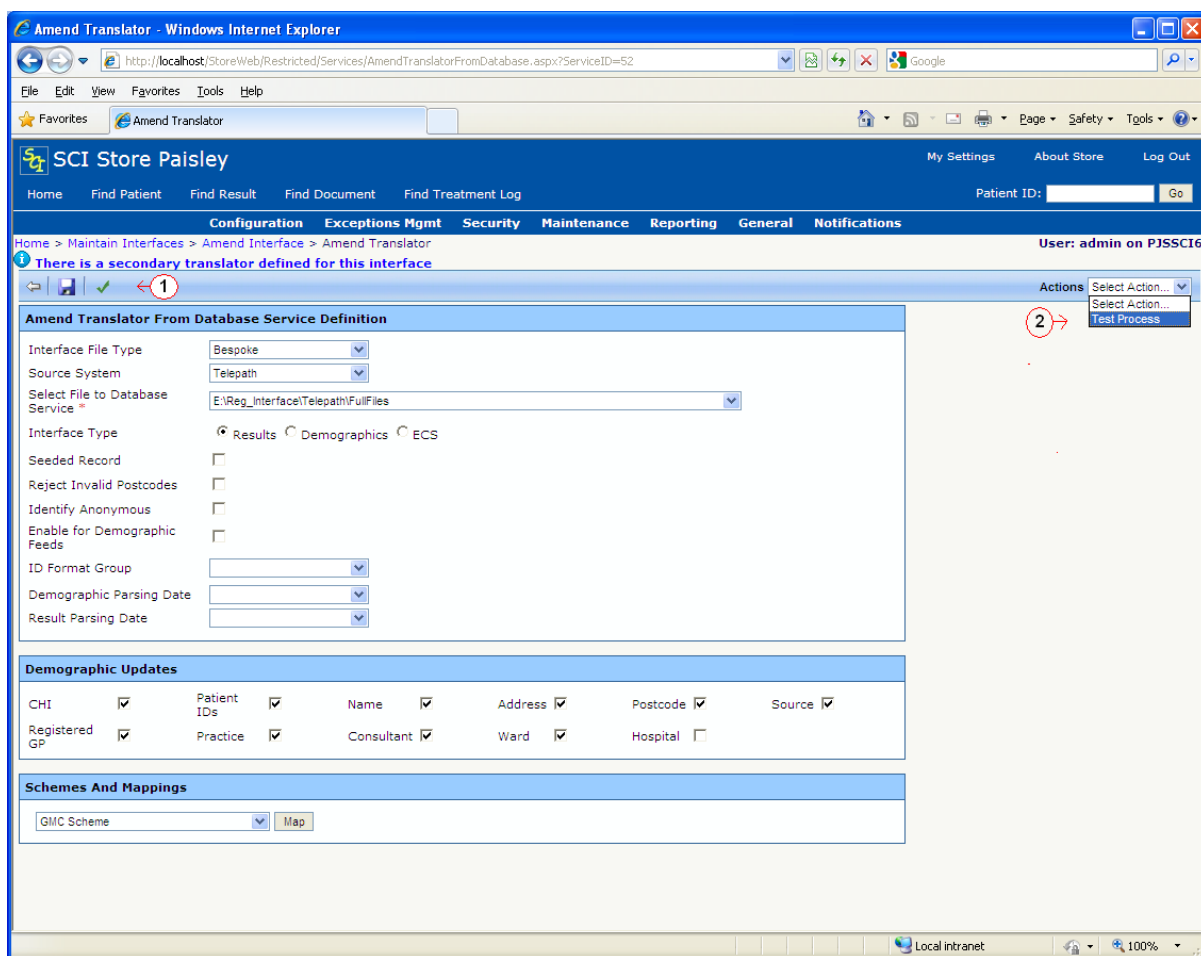 Amend Translator - Windows Internet Explorer
http://localhost/StoreWeb/Restricted/Services/AmendTranslatorFromDatabase.aspx?ServiceID=52
Google
File Edit View Favorites Tools Help
Favorites Amend Translator Page Safety Tools
SCI SCI Store Paisley My Settings About Store Log Out
Home Find Patient Find Result Find Document Find Treatment Log Patient ID: Go
Configuration Exceptions Mgmt Security Maintenance Reporting General Notifications
Home > Maintain Interfaces > Amend Interface > Amend Translator User: admin on PJSSCI6
There is a secondary translator defined for this interface
1 Actions Select Action...
Select Action...
2 Test Process
Amend Translator From Database Service Definition
Interface File Type Bespoke
Source System Telepath
Select File to Database Service * E:\Reg_Interface\Telepath\FullFiles
Interface Type Results Demographics ECS
Seeded Record
Reject Invalid Postcodes
Identify Anonymous
Enable for Demographic Feeds
ID Format Group
Demographic Parsing Date
Result Parsing Date
Demographic Updates
CHI Patient IDs Name Address Postcode Source
Registered GP Practice Consultant Ward Hospital
Schemes And Mappings
GMC Scheme Map
Local intranet 100%